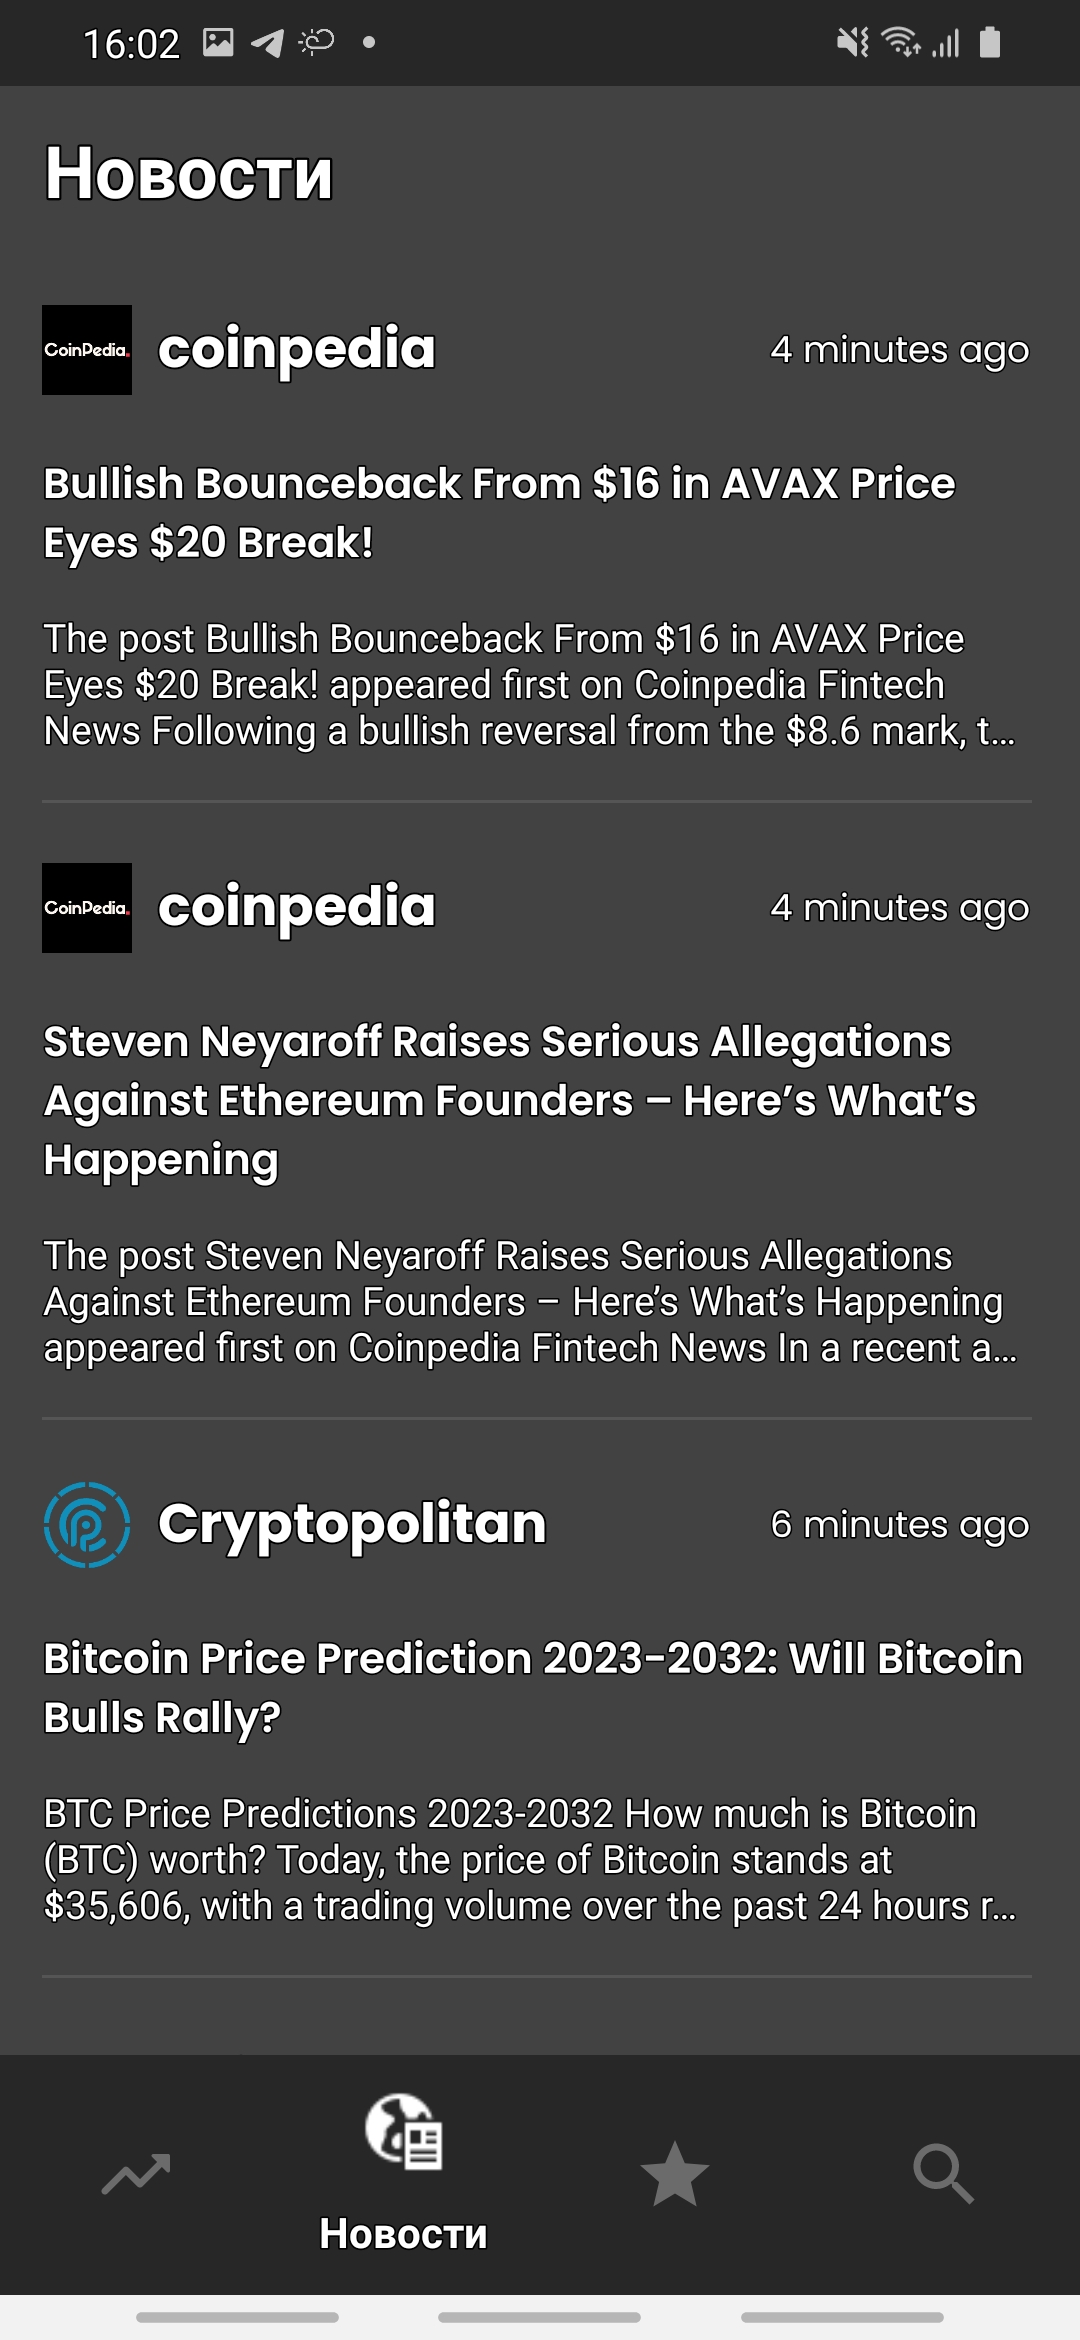 16:02
Новости
CoinPedia.
coinpedia
4 minutes ago
Bullish Bounceback From $16 in AVAX Price
Eyes $20 Break!
The post Bullish Bounceback From $16 in AVAX Price
Eyes $20 Break! appeared first on Coinpedia Fintech
News Following a bullish reversal from the $8.6 mark, t...
CoinPedia.
coinpedia
4 minutes ago
Steven Neyaroff Raises Serious Allegations
Against Ethereum Founders – Here’s What’s
Happening
The post Steven Neyaroff Raises Serious Allegations
Against Ethereum Founders – Here’s What’s Happening
appeared first on Coinpedia Fintech News In a recent a...
Cryptopolitan
6 minutes ago
Bitcoin Price Prediction 2023-2032: Will Bitcoin
Bulls Rally?
BTC Price Predictions 2023-2032 How much is Bitcoin
(BTC) worth? Today, the price of Bitcoin stands at
$35,606, with a trading volume over the past 24 hours r...
Новости